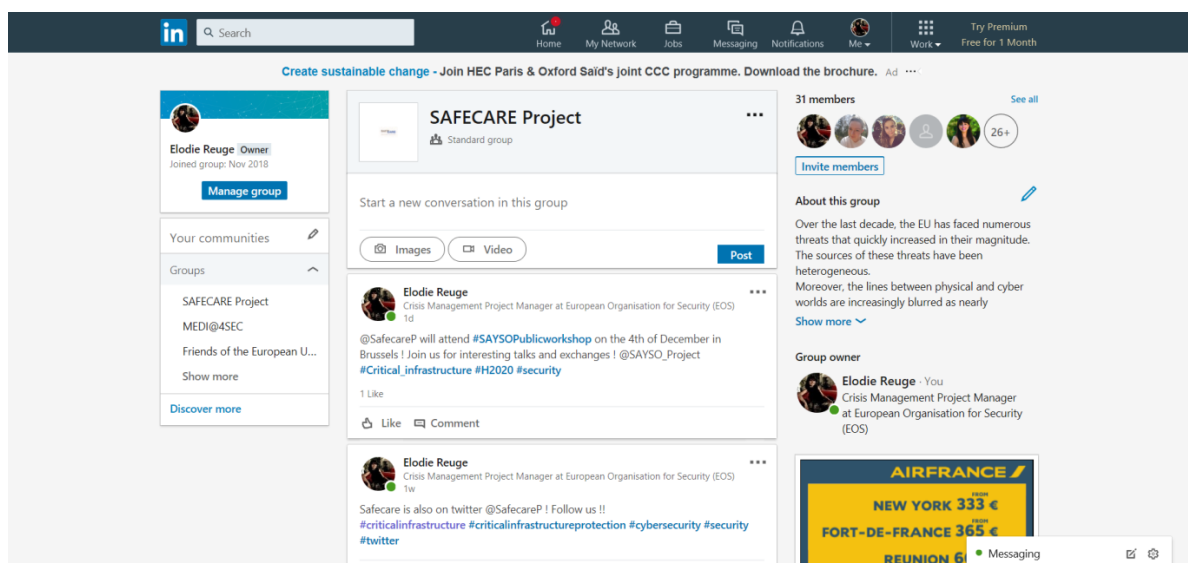 in
Search
Home
My Network
Jobs
Messaging
Notifications
Me
Work
Try Premium
Free for 1 Month
Create sustainable change - Join HEC Paris & Oxford Saïd's joint CCC programme. Download the brochure. Ad ...
Elodie Reuge Owner
Joined group: Nov 2018
Manage group
Your communities
Groups
SAFECARE Project
MEDI@4SEC
Friends of the European U...
Show more
Discover more
SAFECARE Project
Standard group
Start a new conversation in this group
Images
Video
Post
Elodie Reuge
Crisis Management Project Manager at European Organisation for Security (EOS)
1d
@SafecareP will attend #SAYSOPublicworkshop on the 4th of December in
Brussels ! Join us for interesting talks and exchanges ! @SAYSO_Project
#Critical_infrastructure #H2020 #security
1 Like
Like
Comment
Elodie Reuge
Crisis Management Project Manager at European Organisation for Security (EOS)
1w
Safecare is also on twitter @SafecareP ! Follow us !!
#criticalinfrastructure #criticalinfrastructureprotection #cybersecurity #security
#twitter
31 members
See all
26+
Invite members
About this group
Over the last decade, the EU has faced numerous
threats that quickly increased in their magnitude.
The sources of these threats have been
heterogeneous.
Moreover, the lines between physical and cyber
worlds are increasingly blurred as nearly
Show more
Group owner
Elodie Reuge · You
Crisis Management Project Manager
at European Organisation for Security
(EOS)
AIRFRANCE
FROM
NEW YORK 333 €
FROM
FORT-DE-FRANCE 365 €
REUNION
Messaging